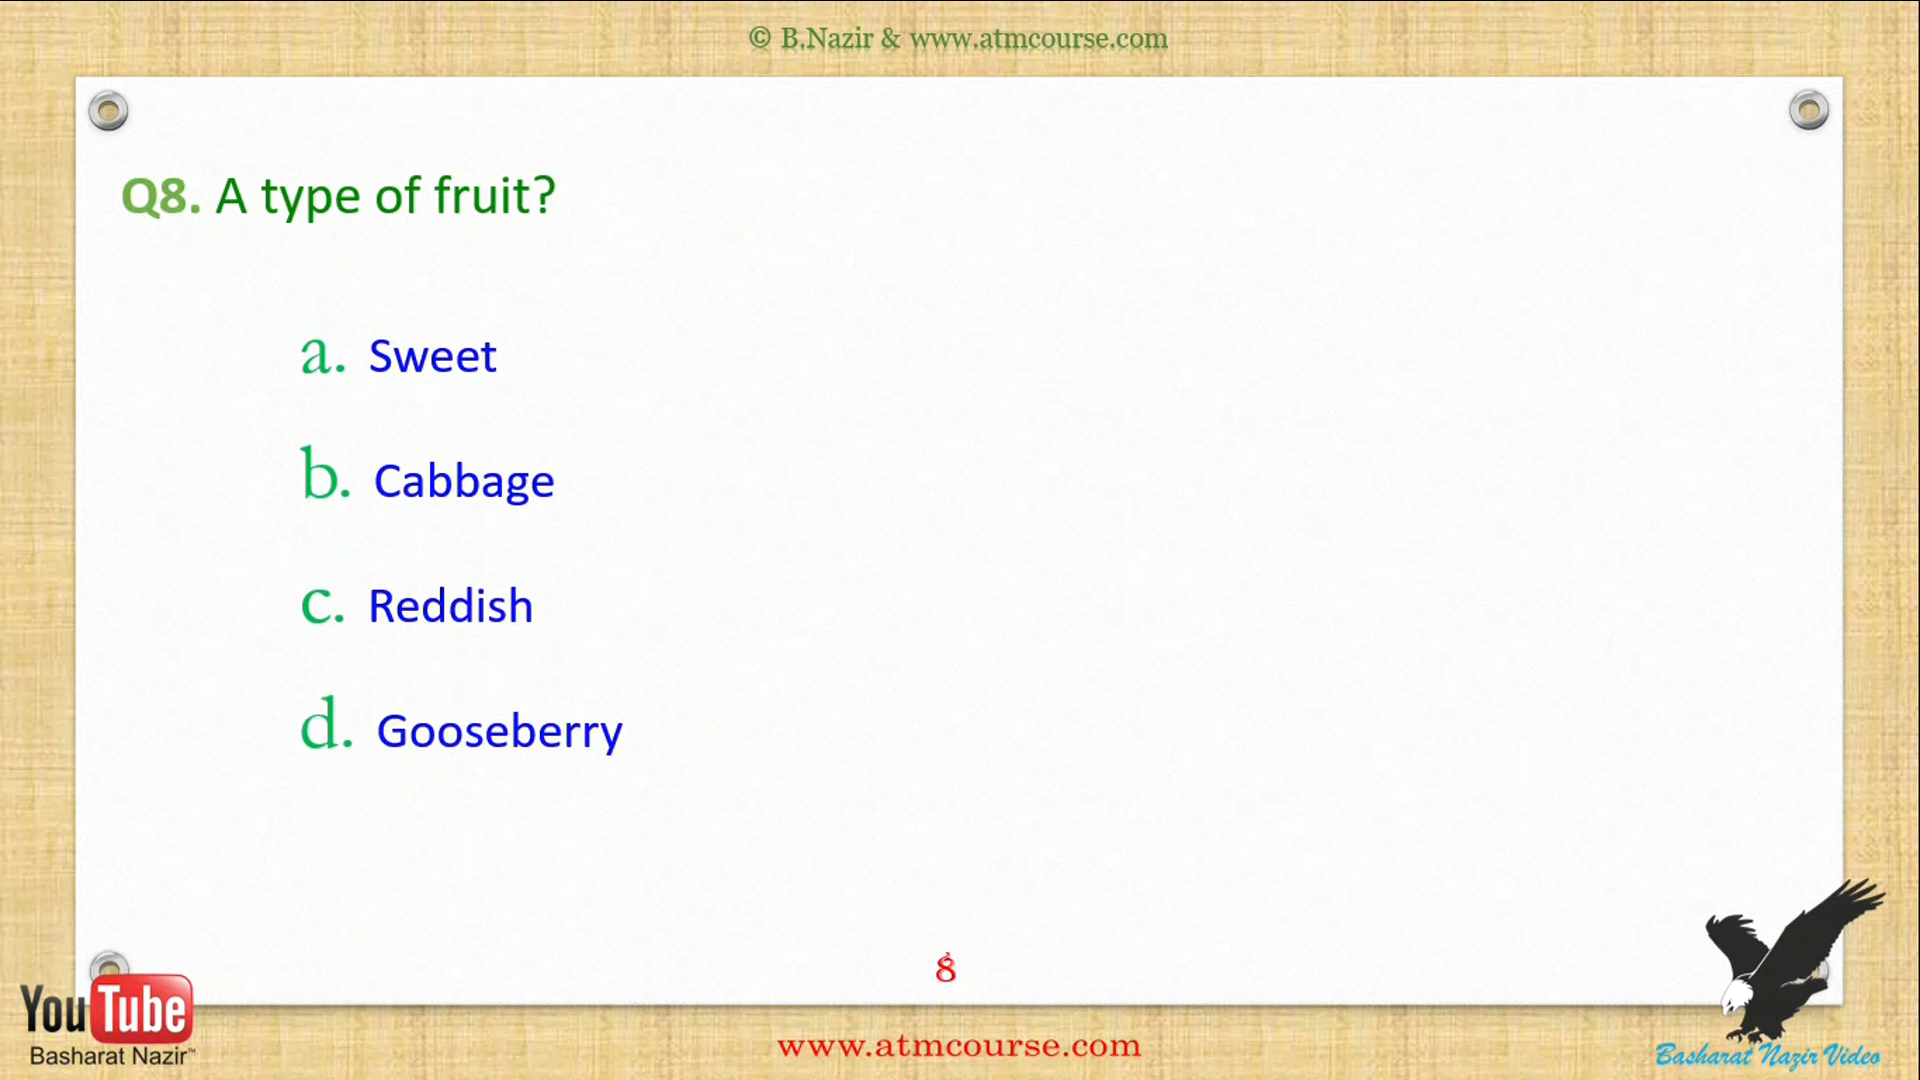 © B.Nazir & www.atmcourse.com
Q8. A type of fruit?
a. Sweet
b. Cabbage
c. Reddish
d. Gooseberry
8
YouTube
Basharat Nazir™
www.atmcourse.com
Basharat Nazir Video